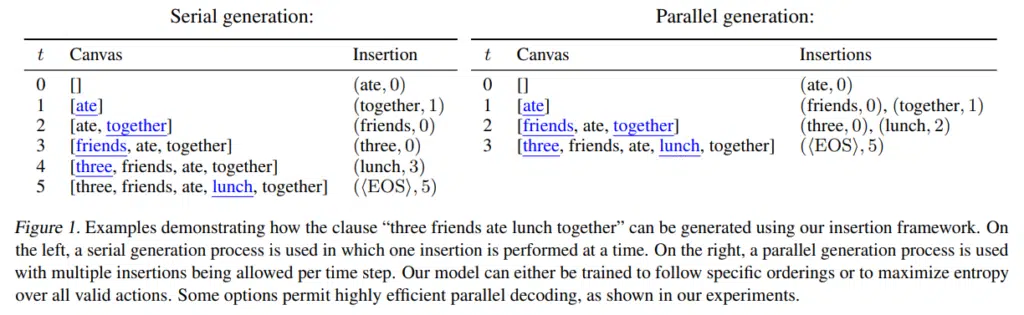 Serial generation:
t Canvas Insertion
0 [] (ate, 0)
1 [ate] (together, 1)
2 [ate, together] (friends, 0)
3 [friends, ate, together] (three, 0)
4 [three, friends, ate, together] (lunch, 3)
5 [three, friends, ate, lunch, together] (⟨EOS⟩, 5)
Parallel generation:
t Canvas Insertions
0 [] (ate, 0)
1 [ate] (friends, 0), (together, 1)
2 [friends, ate, together] (three, 0), (lunch, 2)
3 [three, friends, ate, lunch, together] (⟨EOS⟩, 5)
Figure 1. Examples demonstrating how the clause “three friends ate lunch together” can be generated using our insertion framework. On
the left, a serial generation process is used in which one insertion is performed at a time. On the right, a parallel generation process is used
with multiple insertions being allowed per time step. Our model can either be trained to follow specific orderings or to maximize entropy
over all valid actions. Some options permit highly efficient parallel decoding, as shown in our experiments.